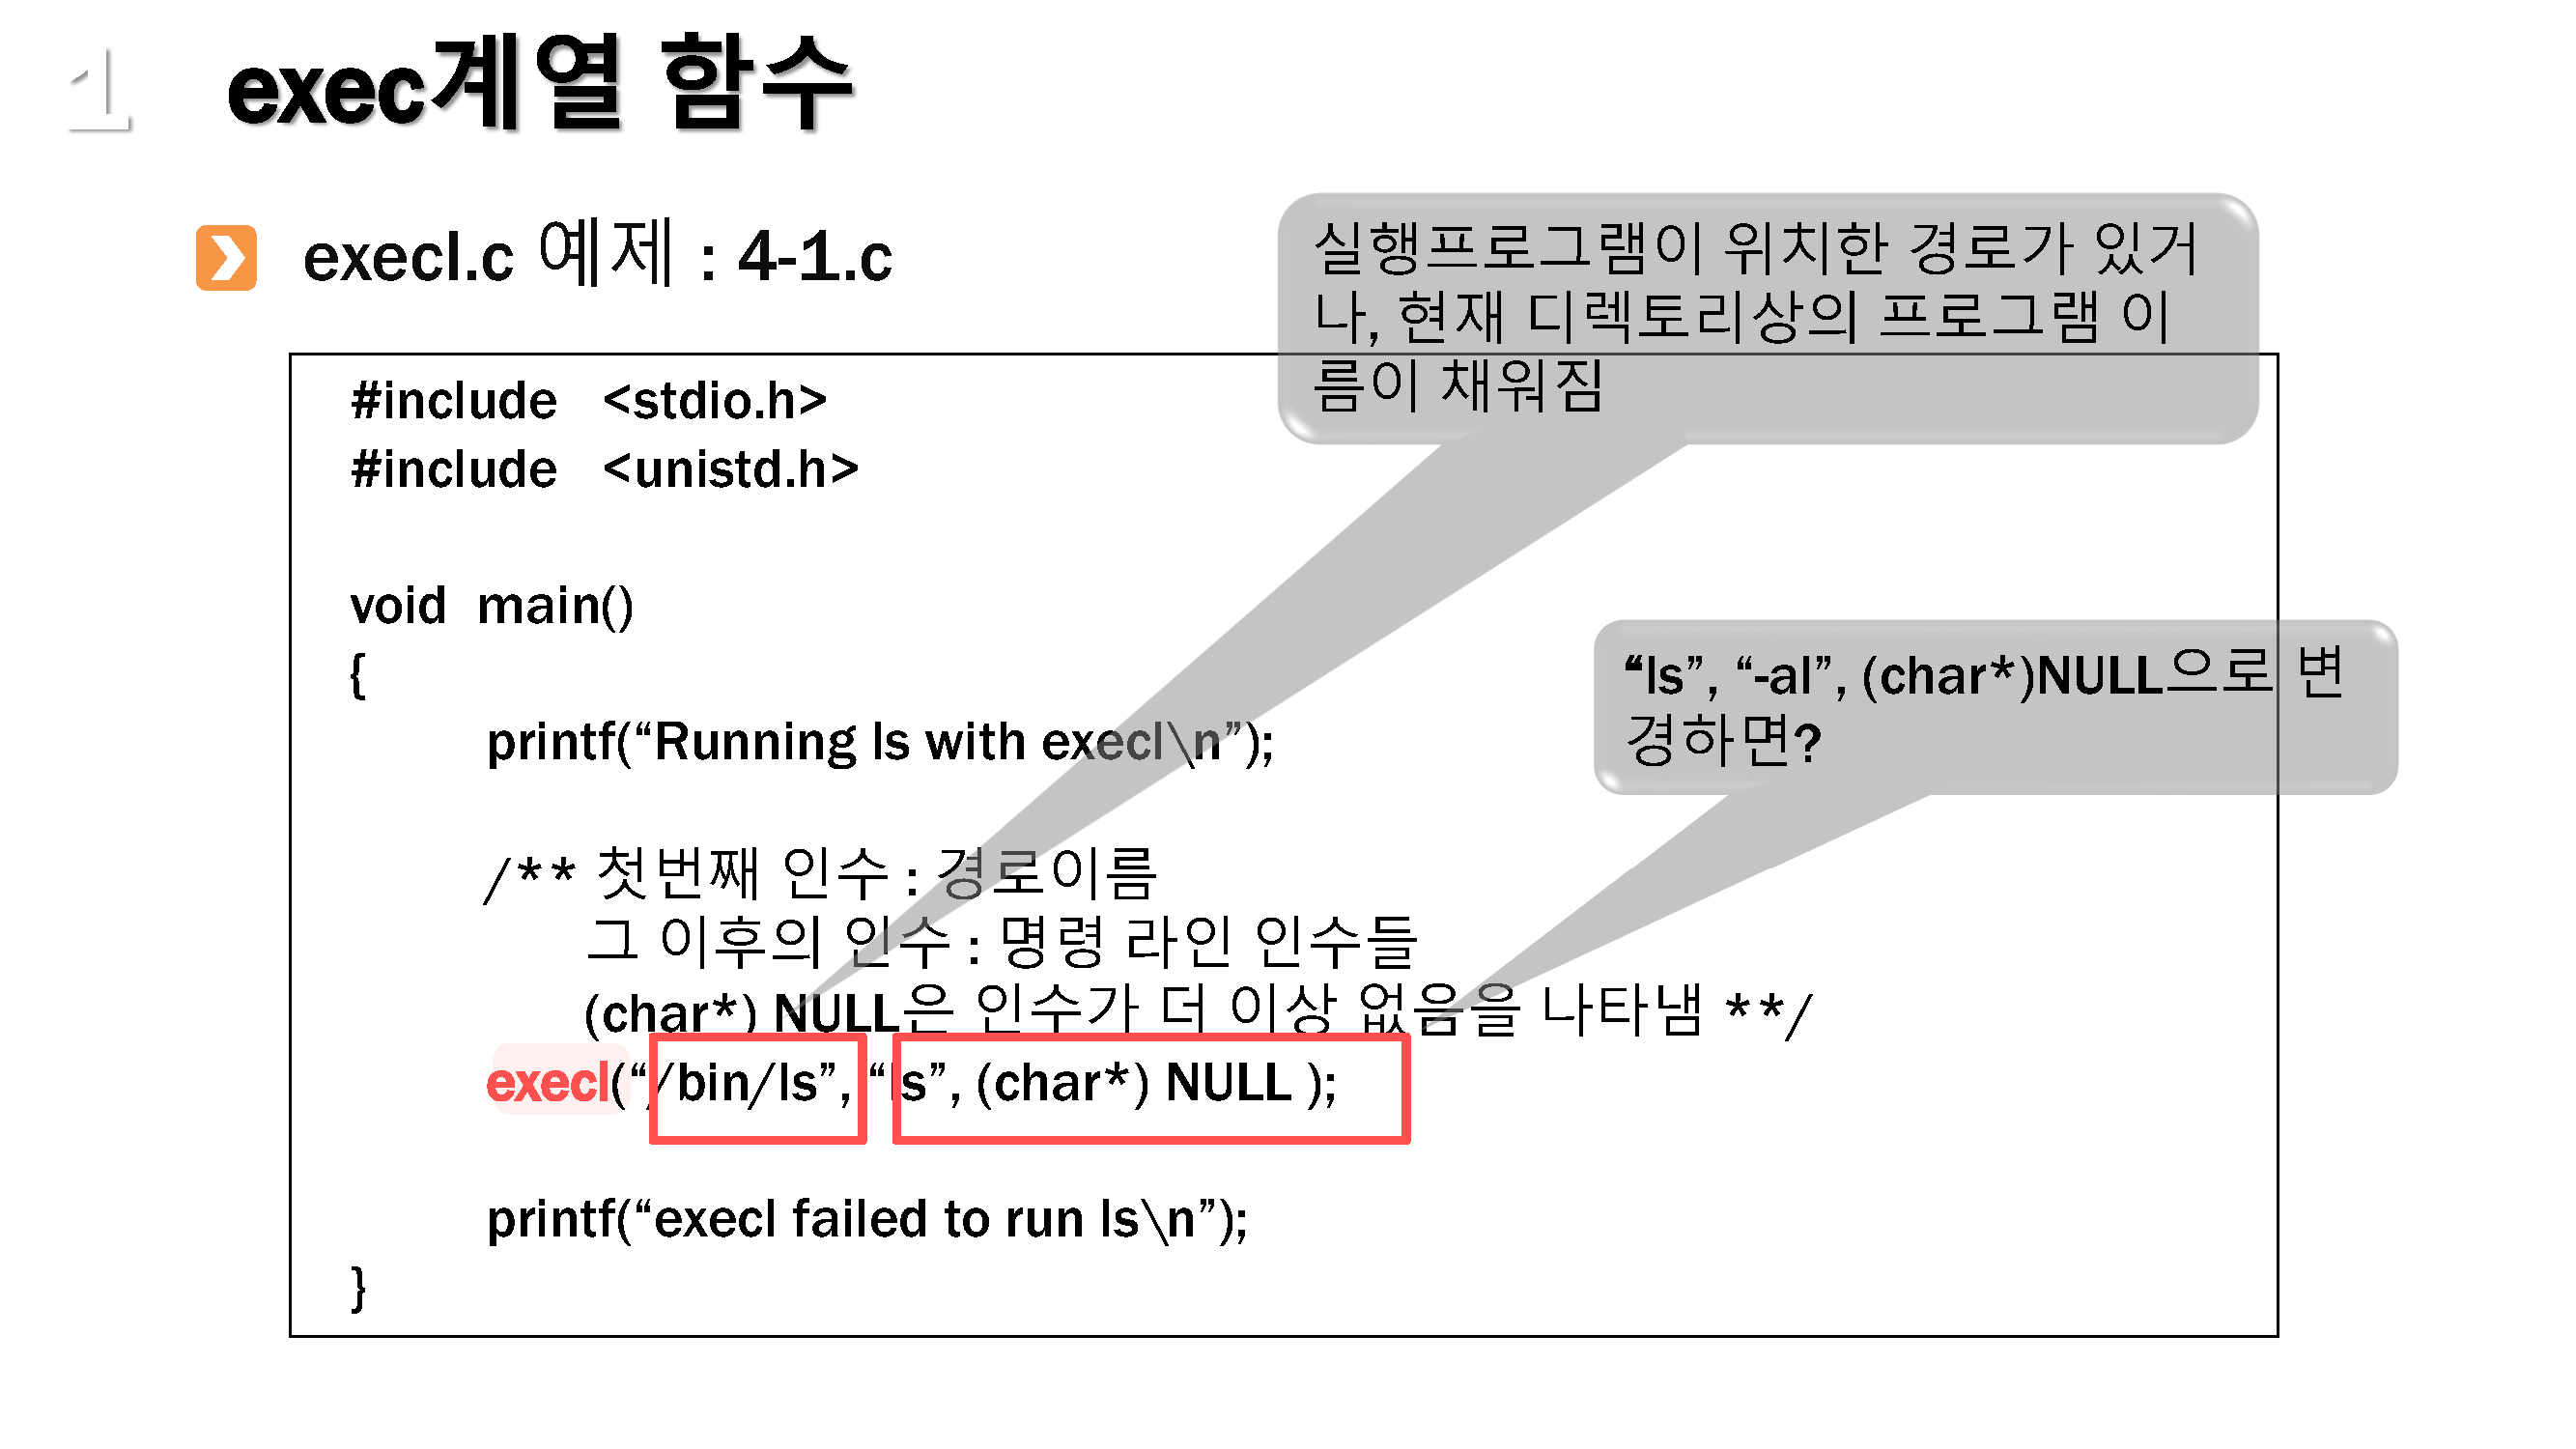 1 exec계열 함수
execl.c 예제 : 4-1.c
실행프로그램이 위치한 경로가 있거
나, 현재 디렉토리상의 프로그램 이
름이 채워짐
#include <stdio.h>
#include <unistd.h>
void main()
{
“ls”, “-al”, (char*)NULL으로 변
경하면?
printf(“Running ls with execl\n”);
/** 첫번째 인수 : 경로이름
그 이후의 인수 : 명령 라인 인수들
(char*) NULL은 인수가 더 이상 없음을 나타냄 **/
execl(“/bin/ls”, “ls”, (char*) NULL );
printf(“execl failed to run ls\n”);
}